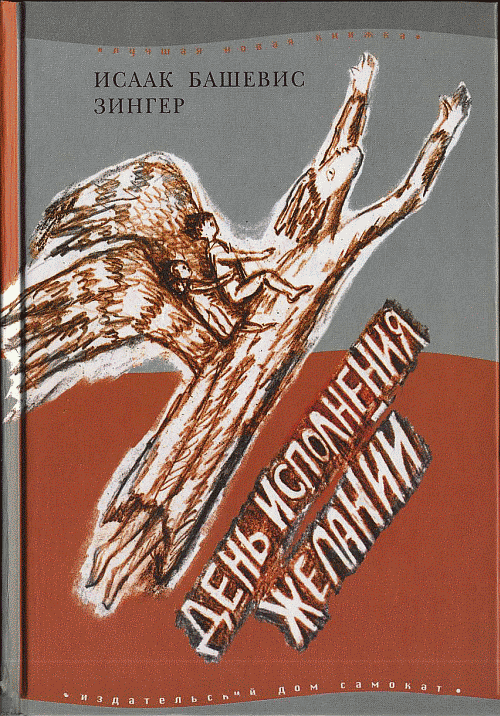 •лучшая новая книжка•
ИСААК БАШЕВИС
ЗИНГЕР
ДЕНЬ ИСПОЛНЕНИЯ
ЖЕЛАНИЙ
•издательский дом самокат•